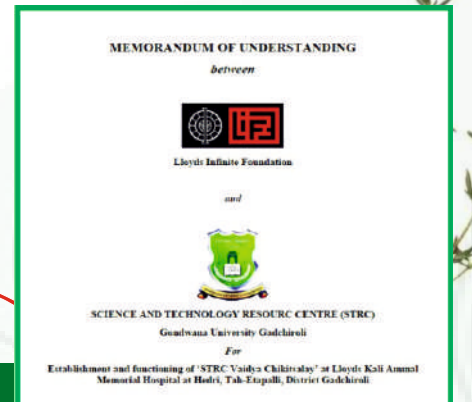 MEMORANDUM OF UNDERSTANDING
between
Lloyds Infinite Foundation
and
SCIENCE AND TECHNOLOGY RESOURC CENTRE (STRC)
Gondwana University Gadchiroli
For
Establishment and functioning of 'STRC Vaidya Chikitsalay' at Lloyds Kali Ammal
Memorial Hospital at Hedri, Tah-Etapalli, District Gadchiroli